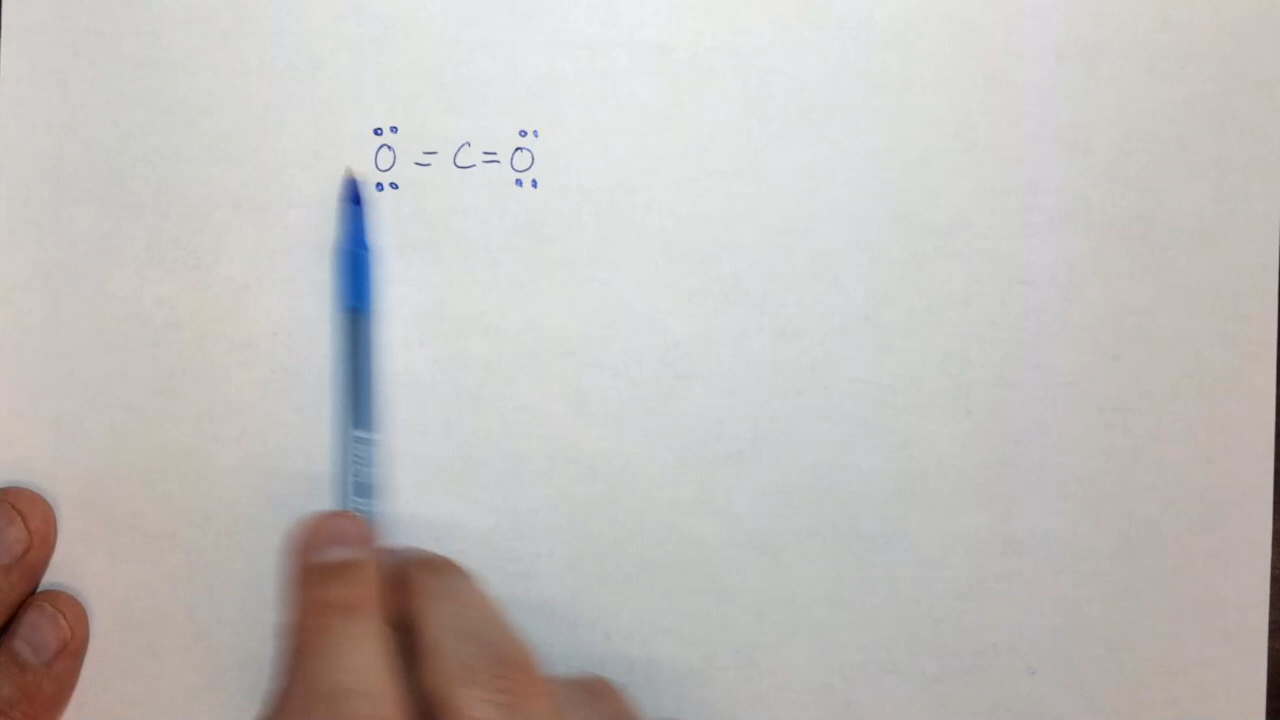 O = C = O